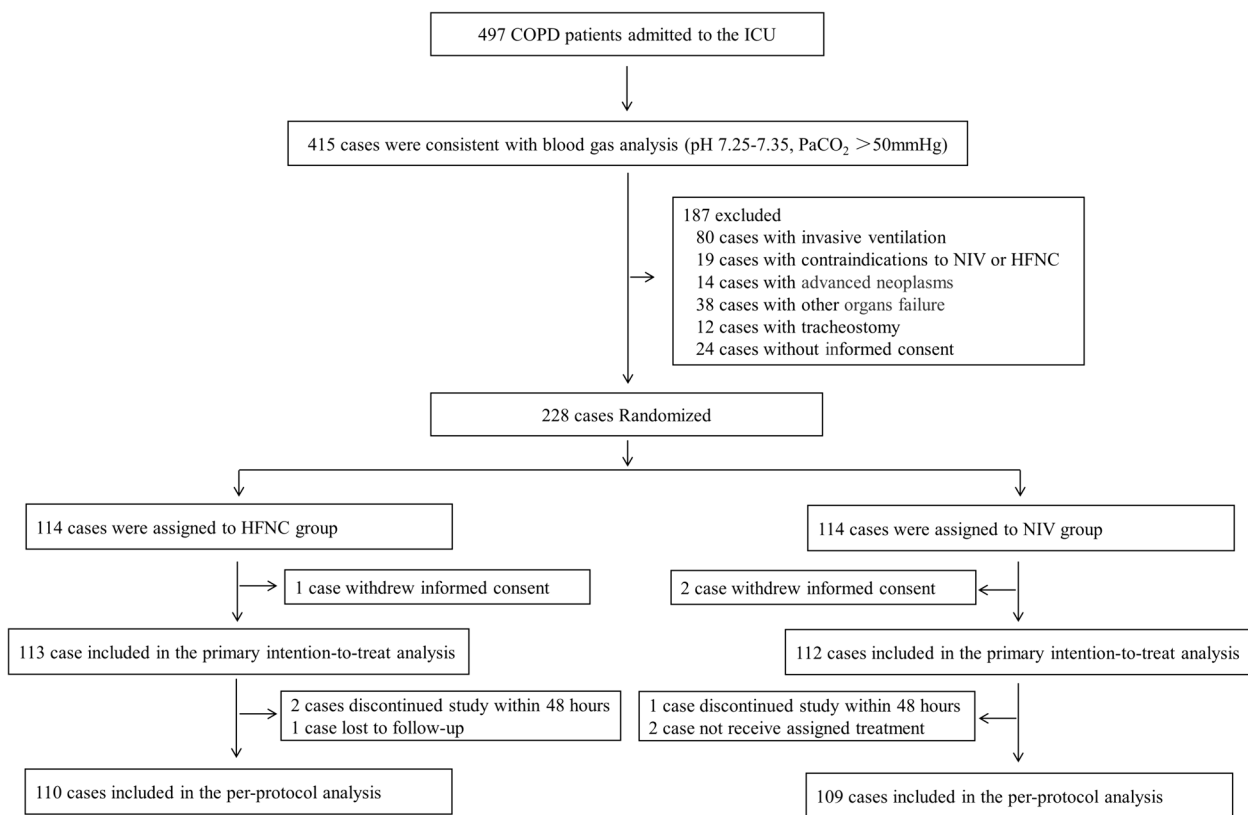 497 COPD patients admitted to the ICU
415 cases were consistent with blood gas analysis (pH 7.25-7.35, PaCO₂ >50mmHg)
187 excluded
80 cases with invasive ventilation
19 cases with contraindications to NIV or HFNC
14 cases with advanced neoplasms
38 cases with other organs failure
12 cases with tracheostomy
24 cases without informed consent
228 cases Randomized
114 cases were assigned to HFNC group
114 cases were assigned to NIV group
1 case withdrew informed consent
2 case withdrew informed consent
113 case included in the primary intention-to-treat analysis
112 cases included in the primary intention-to-treat analysis
2 cases discontinued study within 48 hours
1 case lost to follow-up
1 case discontinued study within 48 hours
2 case not receive assigned treatment
110 cases included in the per-protocol analysis
109 cases included in the per-protocol analysis